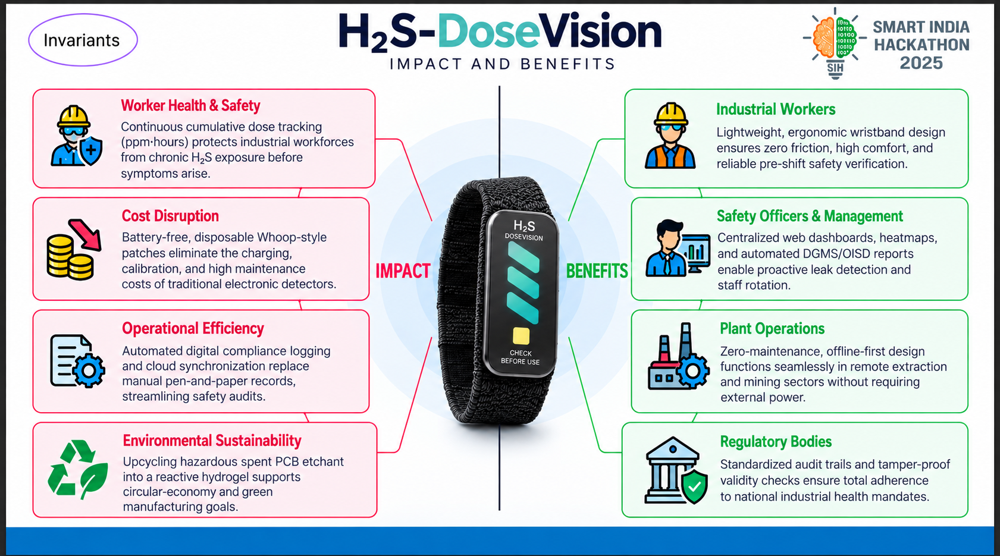 Invariants
H₂S-DoseVision
IMPACT AND BENEFITS
SIH
SMART INDIA
HACKATHON
2025
Worker Health & Safety
Continuous cumulative dose tracking
(ppm·hours) protects industrial workforces
from chronic H₂S exposure before
symptoms arise.
Cost Disruption
Battery-free, disposable Whoop-style
patches eliminate the charging,
calibration, and high maintenance
costs of traditional electronic detectors.
Operational Efficiency
Automated digital compliance logging
and cloud synchronization replace
manual pen-and-paper records,
streamlining safety audits.
Environmental Sustainability
Upcycling hazardous spent PCB etchant
into a reactive hydrogel supports
circular-economy and green
manufacturing goals.
IMPACT
H₂S
DOSEVISION
CHECK
BEFORE USE
BENEFITS
Industrial Workers
Lightweight, ergonomic wristband design
ensures zero friction, high comfort, and
reliable pre-shift safety verification.
Safety Officers & Management
Centralized web dashboards, heatmaps,
and automated DGMS/OISD reports
enable proactive leak detection and
staff rotation.
Plant Operations
Zero-maintenance, offline-first design
functions seamlessly in remote extraction
and mining sectors without requiring
external power.
Regulatory Bodies
Standardized audit trails and tamper-proof
validity checks ensure total adherence
to national industrial health mandates.